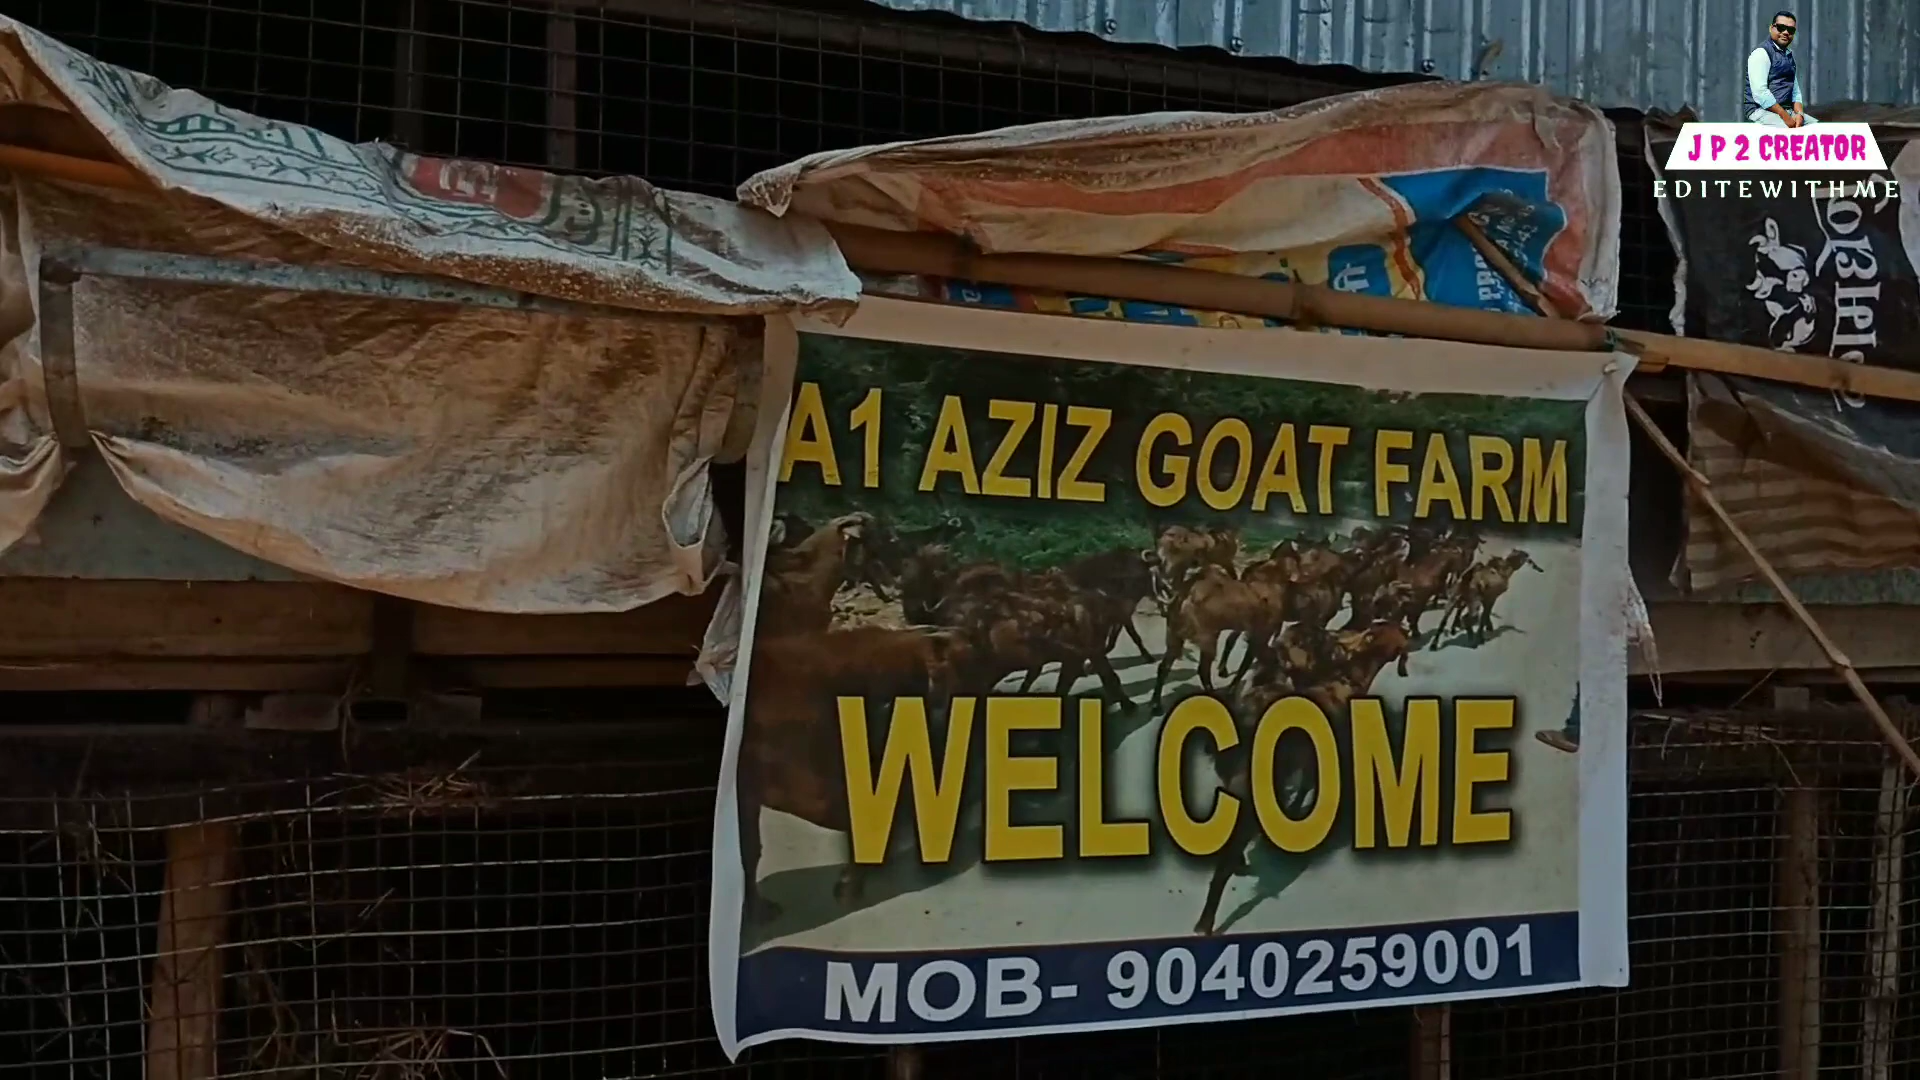 J P 2 CREATOR
EDITEWITHME
A1 AZIZ GOAT FARM
WELCOME
MOB- 9040259001